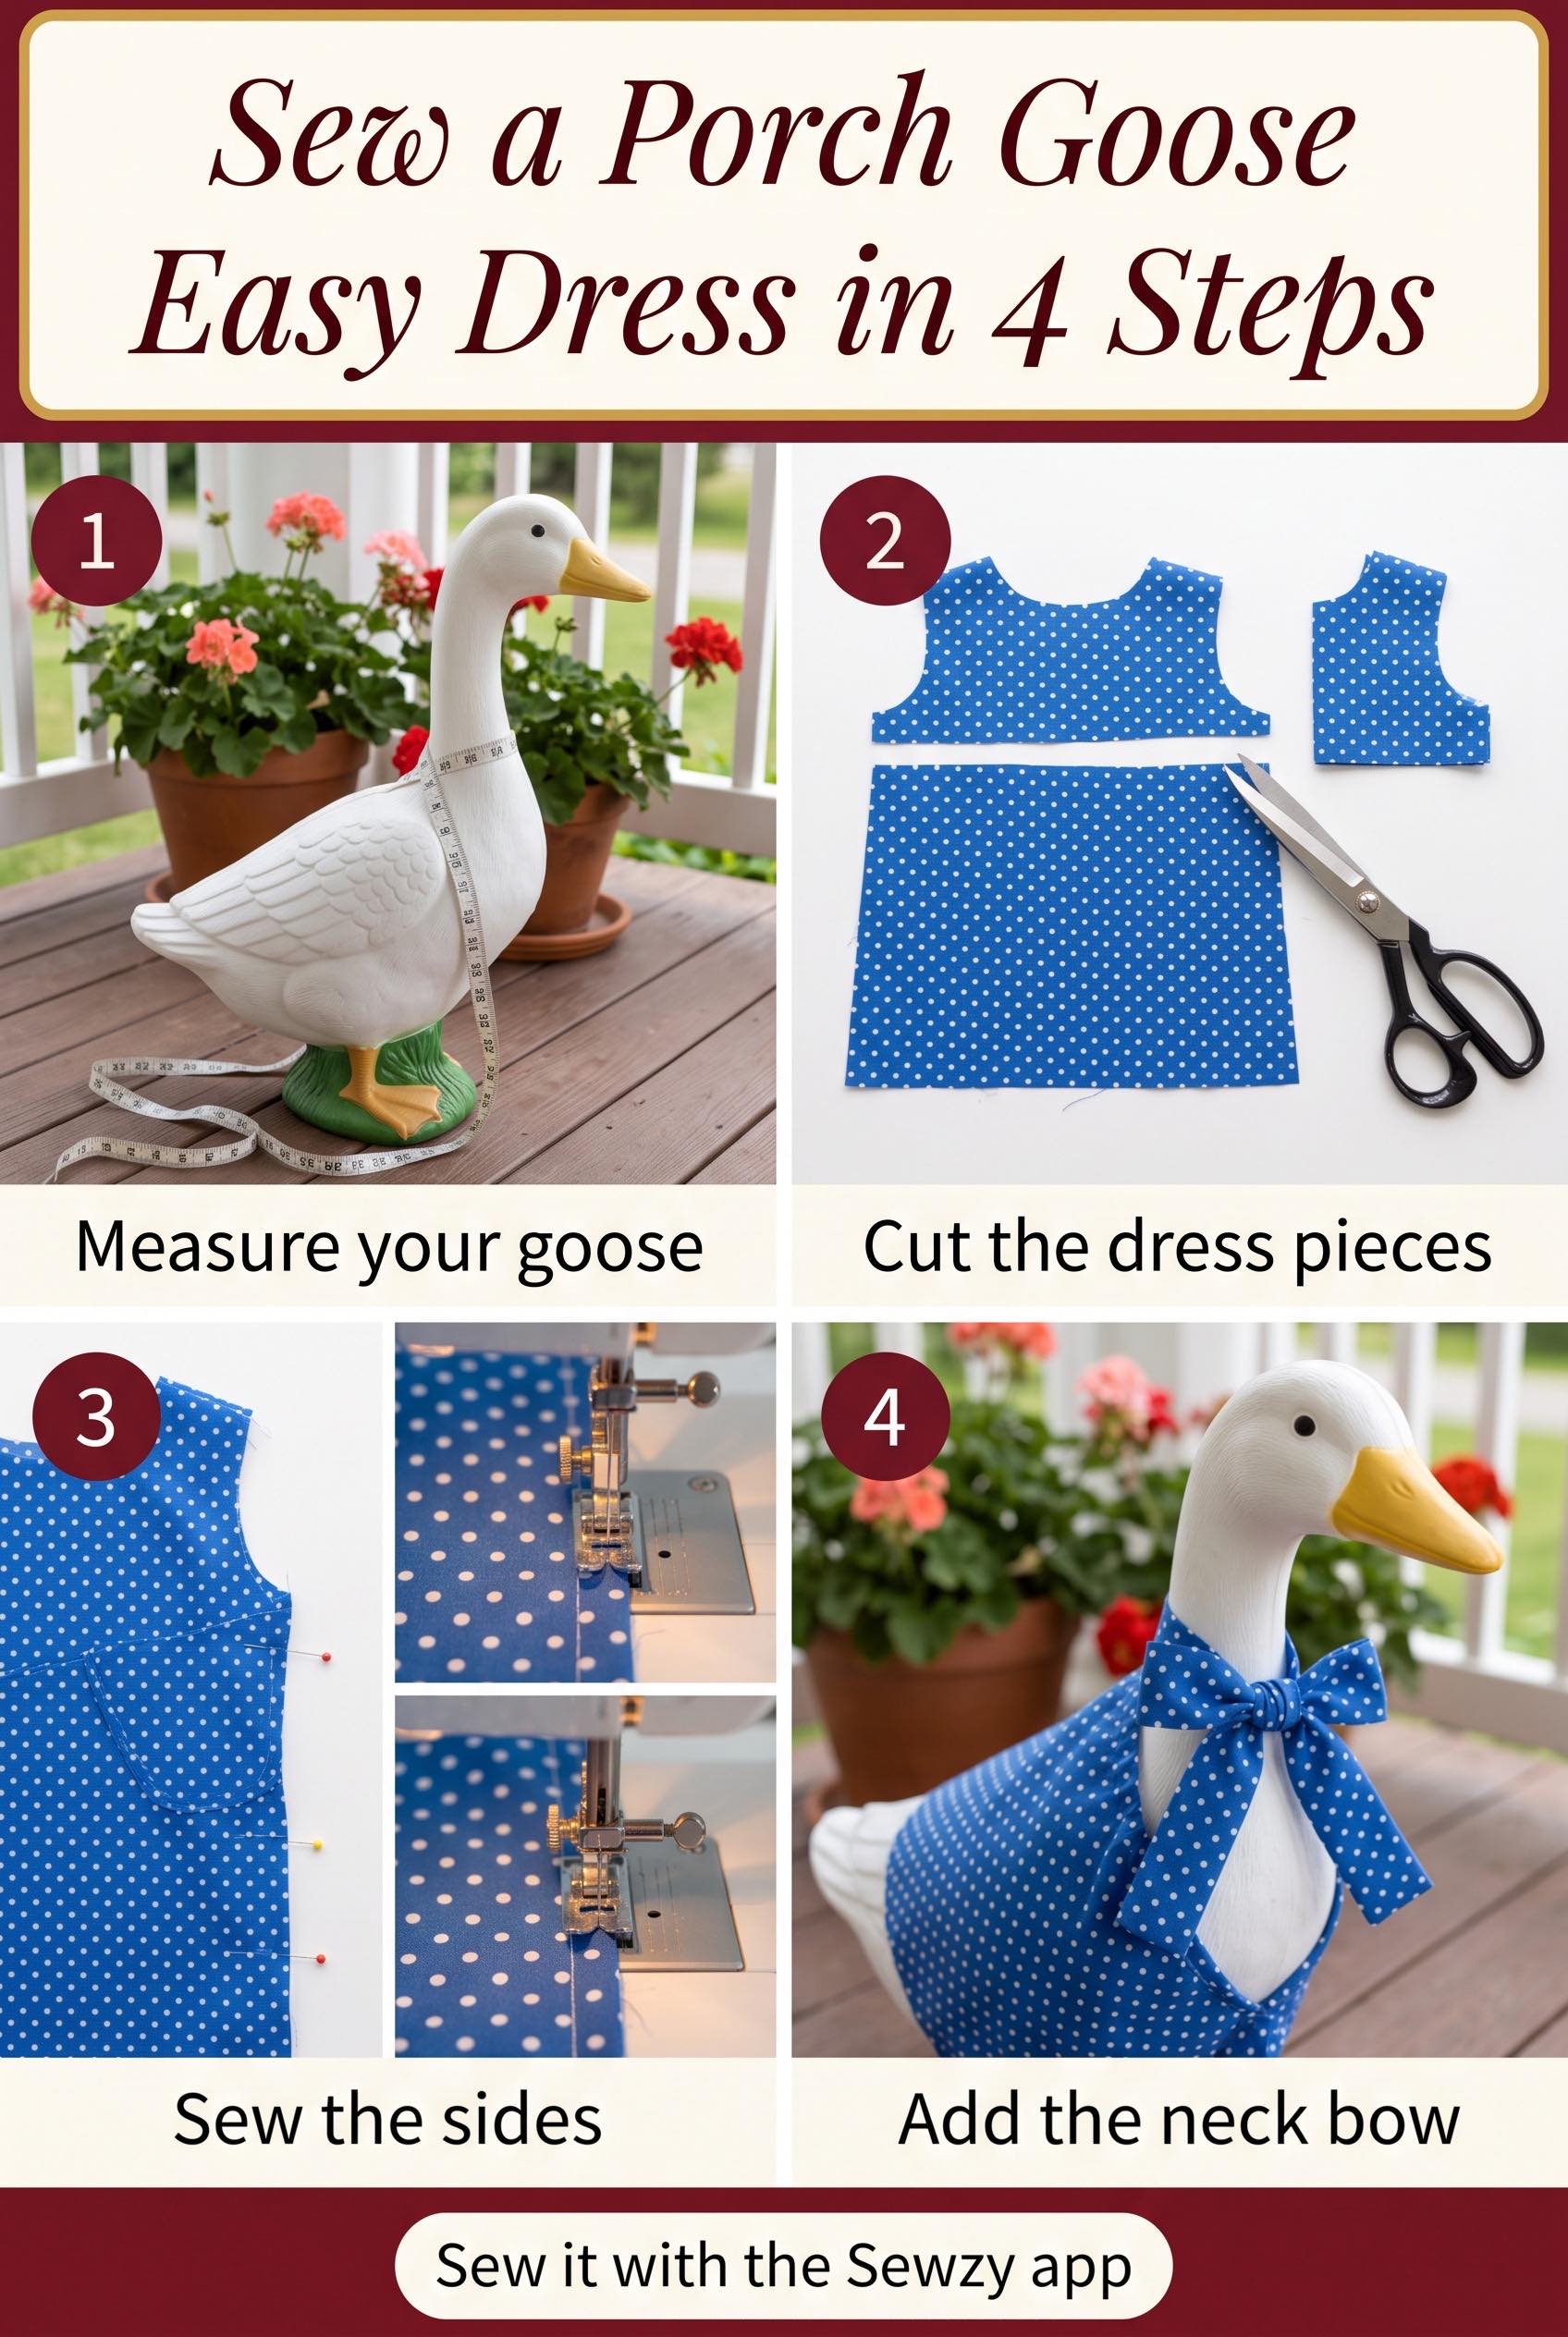 Sew a Porch Goose
Easy Dress in 4 Steps
1
2
Measure your goose
Cut the dress pieces
3
4
Sew the sides
Add the neck bow
Sew it with the Sewzy app